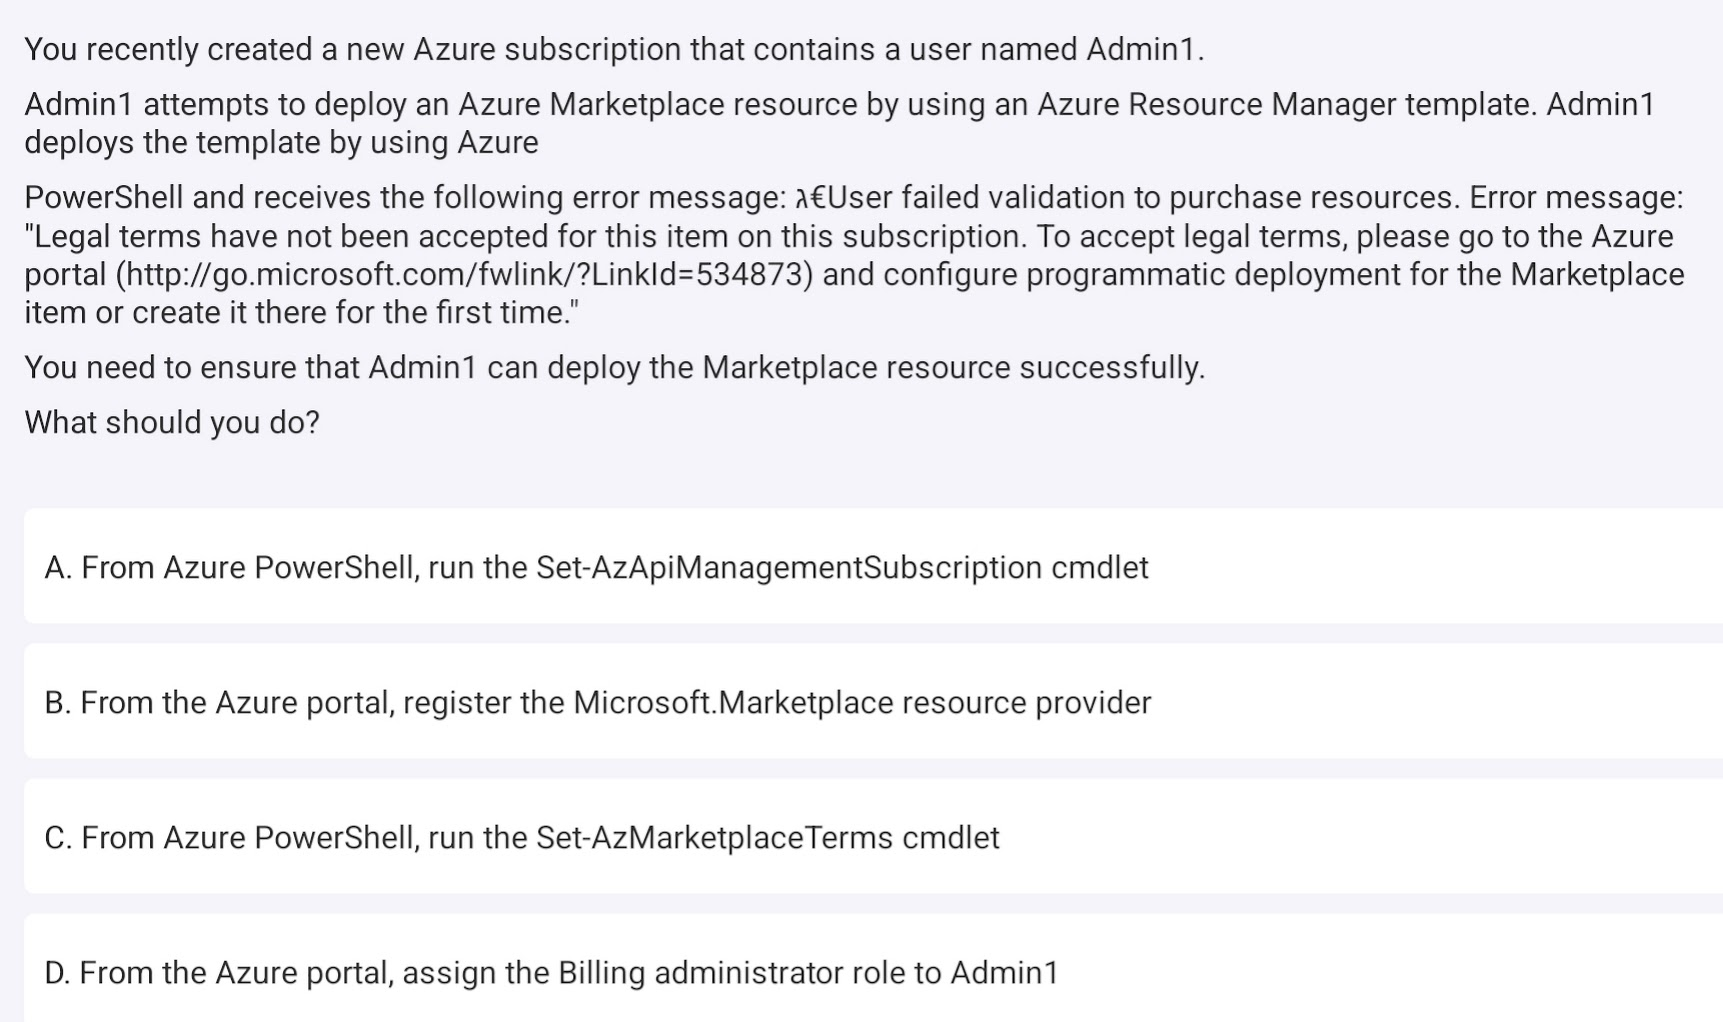 You recently created a new Azure subscription that contains a user named Admin1.
Admin1 attempts to deploy an Azure Marketplace resource by using an Azure Resource Manager template. Admin1
deploys the template by using Azure
PowerShell and receives the following error message: ג€User failed validation to purchase resources. Error message:
"Legal terms have not been accepted for this item on this subscription. To accept legal terms, please go to the Azure
portal (http://go.microsoft.com/fwlink/?LinkId=534873) and configure programmatic deployment for the Marketplace
item or create it there for the first time."
You need to ensure that Admin1 can deploy the Marketplace resource successfully.
What should you do?
A. From Azure PowerShell, run the Set-AzApiManagementSubscription cmdlet
B. From the Azure portal, register the Microsoft.Marketplace resource provider
C. From Azure PowerShell, run the Set-AzMarketplaceTerms cmdlet
D. From the Azure portal, assign the Billing administrator role to Admin1